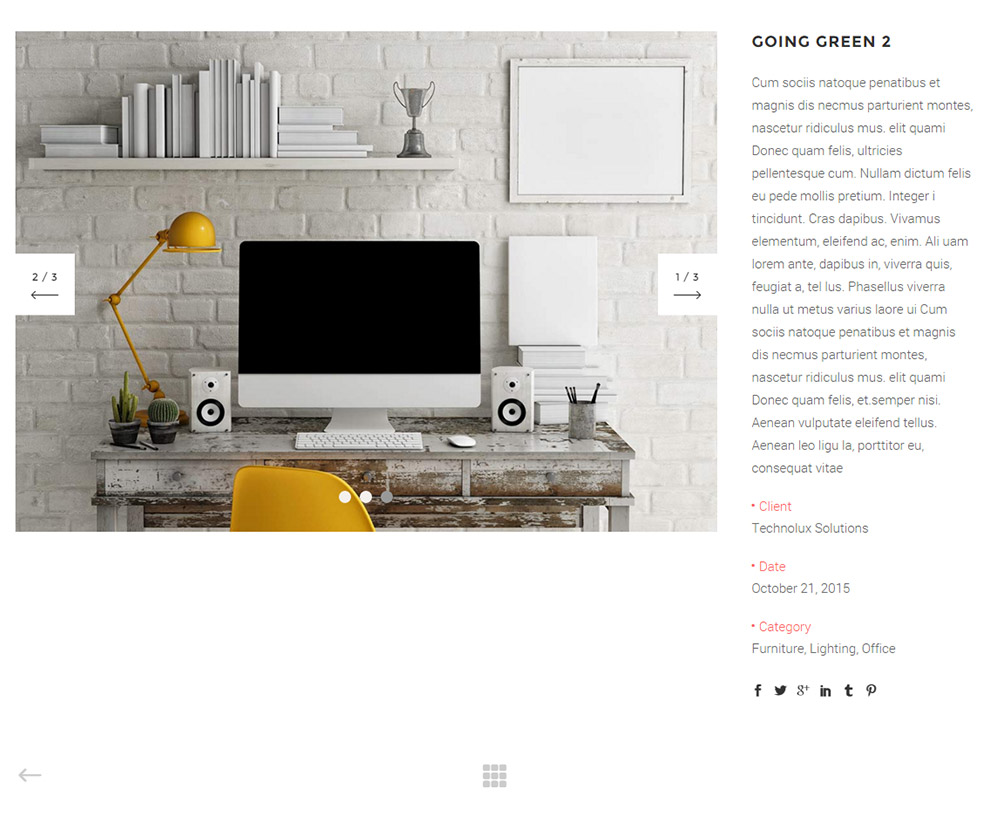 GOING GREEN 2
Cum sociis natoque penatibus et
magnis dis necmus parturient montes,
nascetur ridiculus mus. elit quami
Donec quam felis, ultricies
pellentesque cum. Nullam dictum felis
eu pede mollis pretium. Integer i
tincidunt. Cras dapibus. Vivamus
elementum, eleifend ac, enim. Ali uam
lorem ante, dapibus in, viverra quis,
feugiat a, tel lus. Phasellus viverra
nulla ut metus varius laore ui Cum
sociis natoque penatibus et magnis
dis necmus parturient montes,
nascetur ridiculus mus. elit quami
Donec quam felis, et.semper nisi.
Aenean vulputate eleifend tellus.
Aenean leo ligu la, porttitor eu,
consequat vitae
• Client
Technolux Solutions
• Date
October 21, 2015
• Category
Furniture, Lighting, Office
2 / 3
1 / 3